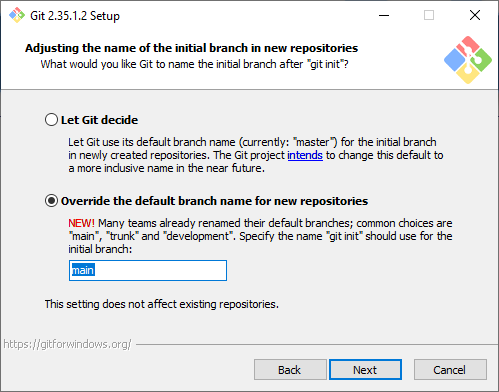 Git 2.35.1.2 Setup
Adjusting the name of the initial branch in new repositories
What would you like Git to name the initial branch after "git init"?
Let Git decide
Let Git use its default branch name (currently: "master") for the initial branch
in newly created repositories. The Git project intends to change this default to
a more inclusive name in the near future.
Override the default branch name for new repositories
NEW! Many teams already renamed their default branches; common choices are
"main", "trunk" and "development". Specify the name "git init" should use for the
initial branch:
main
This setting does not affect existing repositories.
https://gitforwindows.org/
Back
Next
Cancel